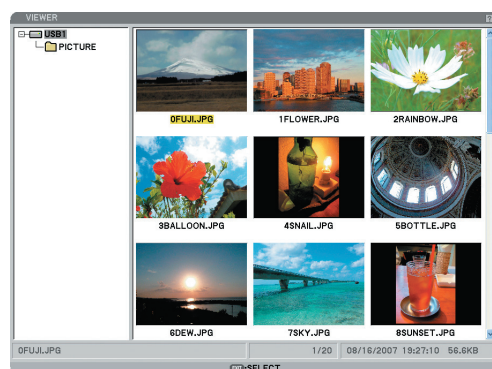 VIEWER
USB1
PICTURE
0FUJI.JPG 1FLOWER.JPG 2RAINBOW.JPG
3BALLOON.JPG 4SNAIL.JPG 5BOTTLE.JPG
6DEW.JPG 7SKY.JPG 8SUNSET.JPG
0FUJI.JPG 1/20 08/16/2007 19:27:10 56.6KB
:SELECT